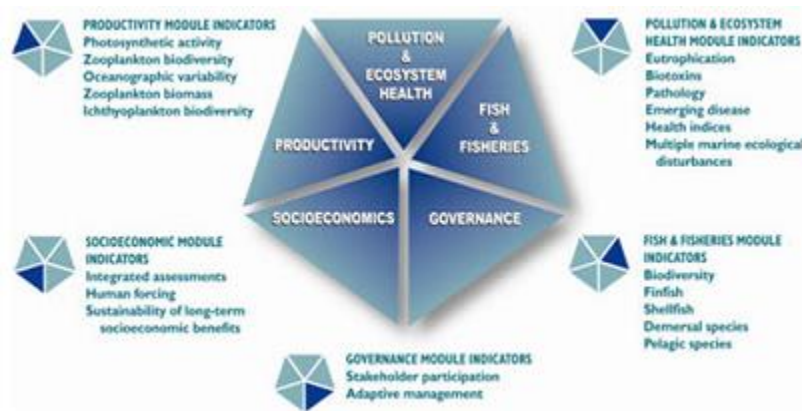 PRODUCTIVITY MODULE INDICATORS
Photosynthetic activity
Zooplankton biodiversity
Oceanographic variability
Zooplankton biomass
Ichthyoplankton biodiversity
POLLUTION
&
ECOSYSTEM
HEALTH
PRODUCTIVITY
FISH
&
FISHERIES
SOCIOECONOMICS
GOVERNANCE
POLLUTION & ECOSYSTEM
HEALTH MODULE INDICATORS
Eutrophication
Biotoxins
Pathology
Emerging disease
Health indices
Multiple marine ecological
disturbances
SOCIOECONOMIC MODULE
INDICATORS
Integrated assessments
Human forcing
Sustainability of long-term
socioeconomic benefits
FISH & FISHERIES MODULE
INDICATORS
Biodiversity
Finfish
Shellfish
Demersal species
Pelagic species
GOVERNANCE MODULE INDICATORS
Stakeholder participation
Adaptive management